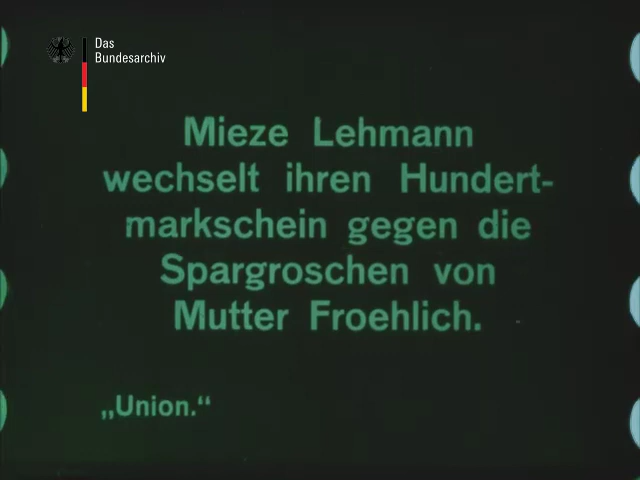 Das
Bundesarchiv
Mieze Lehmann
wechselt ihren Hundert-
markschein gegen die
Spargroschen von
Mutter Froehlich.
„Union.“